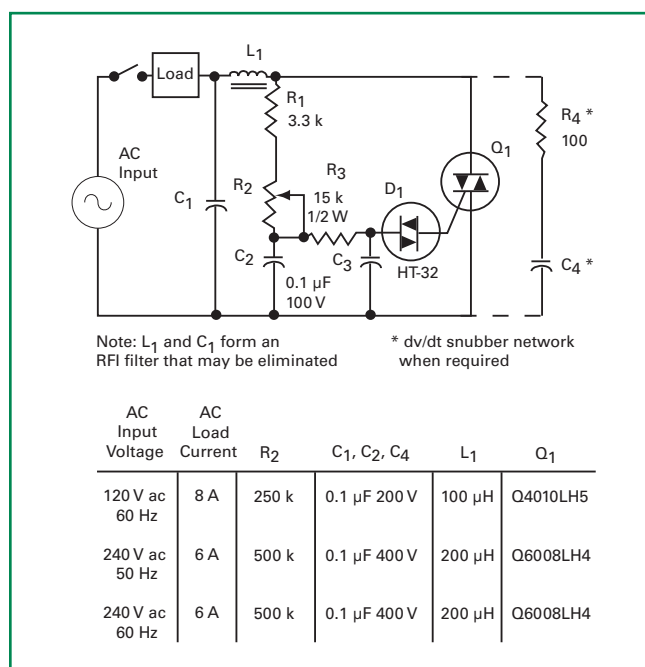 L1
Load
R1
3.3 k
R4 *
100
AC
Input
Q1
R3
R2
15 k
1/2 W
D1
C1
C2
C3
HT-32
C4 *
0.1 µF
100 V
Note: L1 and C1 form an
RFI filter that may be eliminated
* dv/dt snubber network
when required
AC Input Voltage AC Load Current R2 C1, C2, C4 L1 Q1
120 V ac 60 Hz 8 A 250 k 0.1 µF 200 V 100 µH Q4010LH5
240 V ac 50 Hz 6 A 500 k 0.1 µF 400 V 200 µH Q6008LH4
240 V ac 60 Hz 6 A 500 k 0.1 µF 400 V 200 µH Q6008LH4